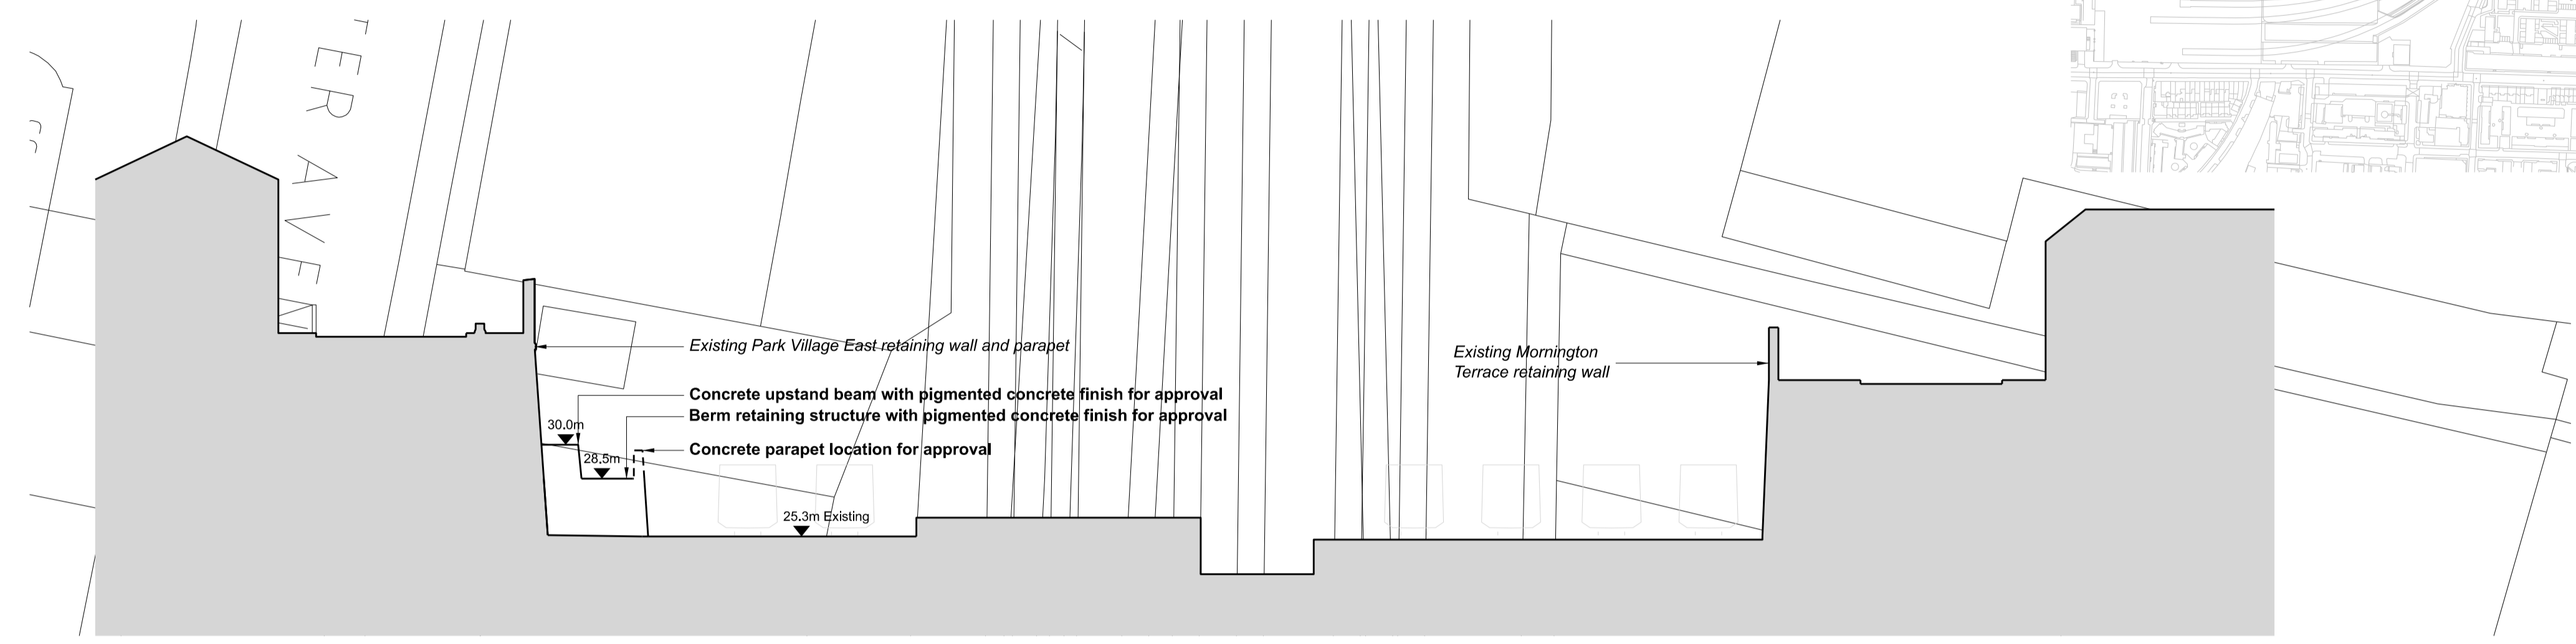 TER AVE
Existing Park Village East retaining wall and parapet
Existing Mornington
Terrace retaining wall
Concrete upstand beam with pigmented concrete finish for approval
Berm retaining structure with pigmented concrete finish for approval
30.0m
Concrete parapet location for approval
28.5m
25.3m Existing